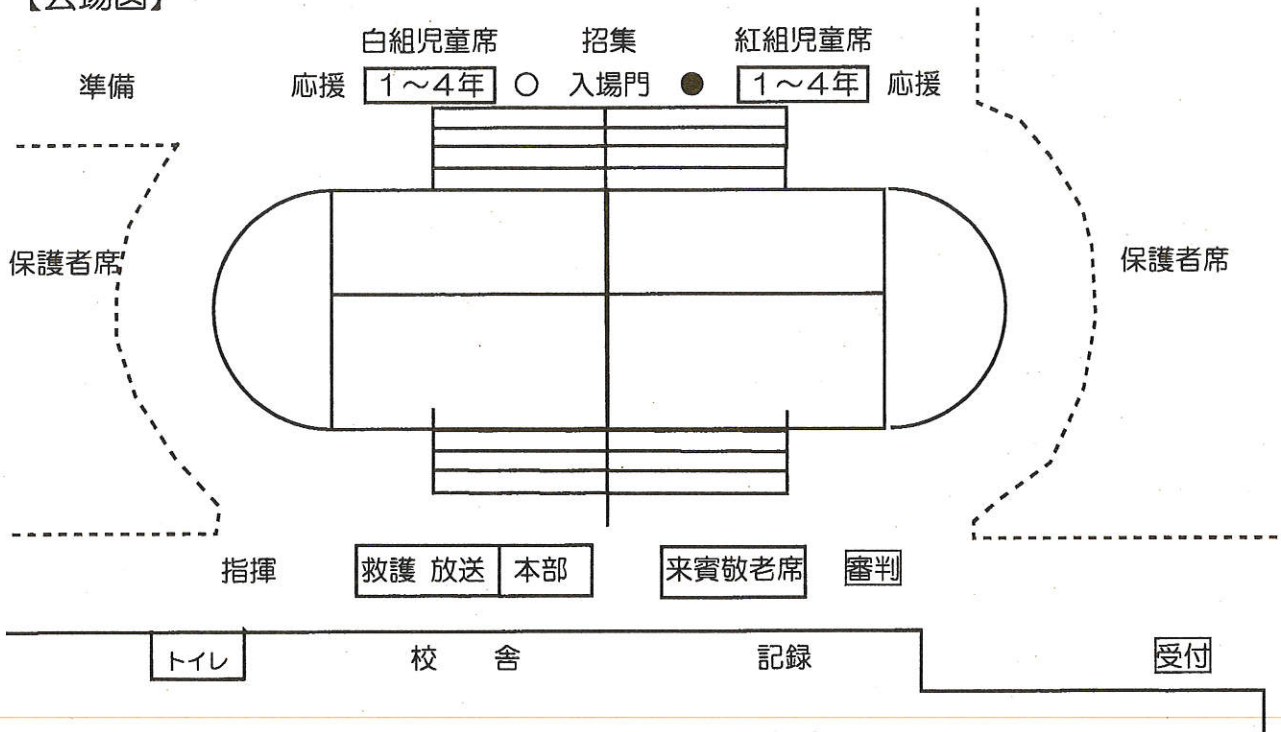 【会場図】
白組児童席 招集 紅組児童席
準備 応援 1～4年 ○ 入場門 ● 1～4年 応援
保護者席 保護者席
指揮 救護 放送 本部 来賓敬老席 審判
トイレ 校 舎 記録 受付